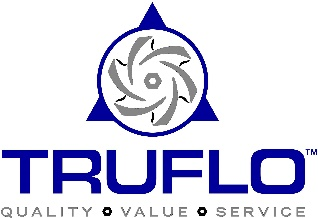 TRUFLO™
QUALITY • VALUE • SERVICE